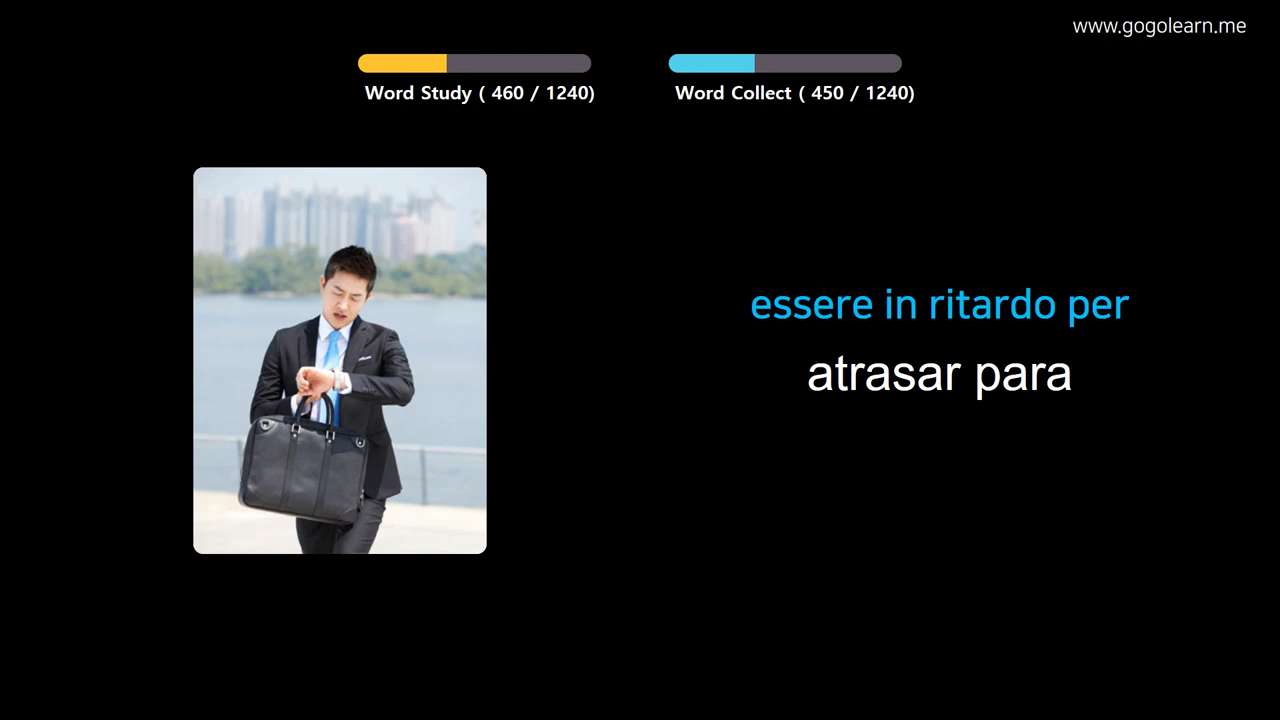 www.gogolearn.me
Word Study ( 460 / 1240)
Word Collect ( 450 / 1240)
essere in ritardo per
atrasar para